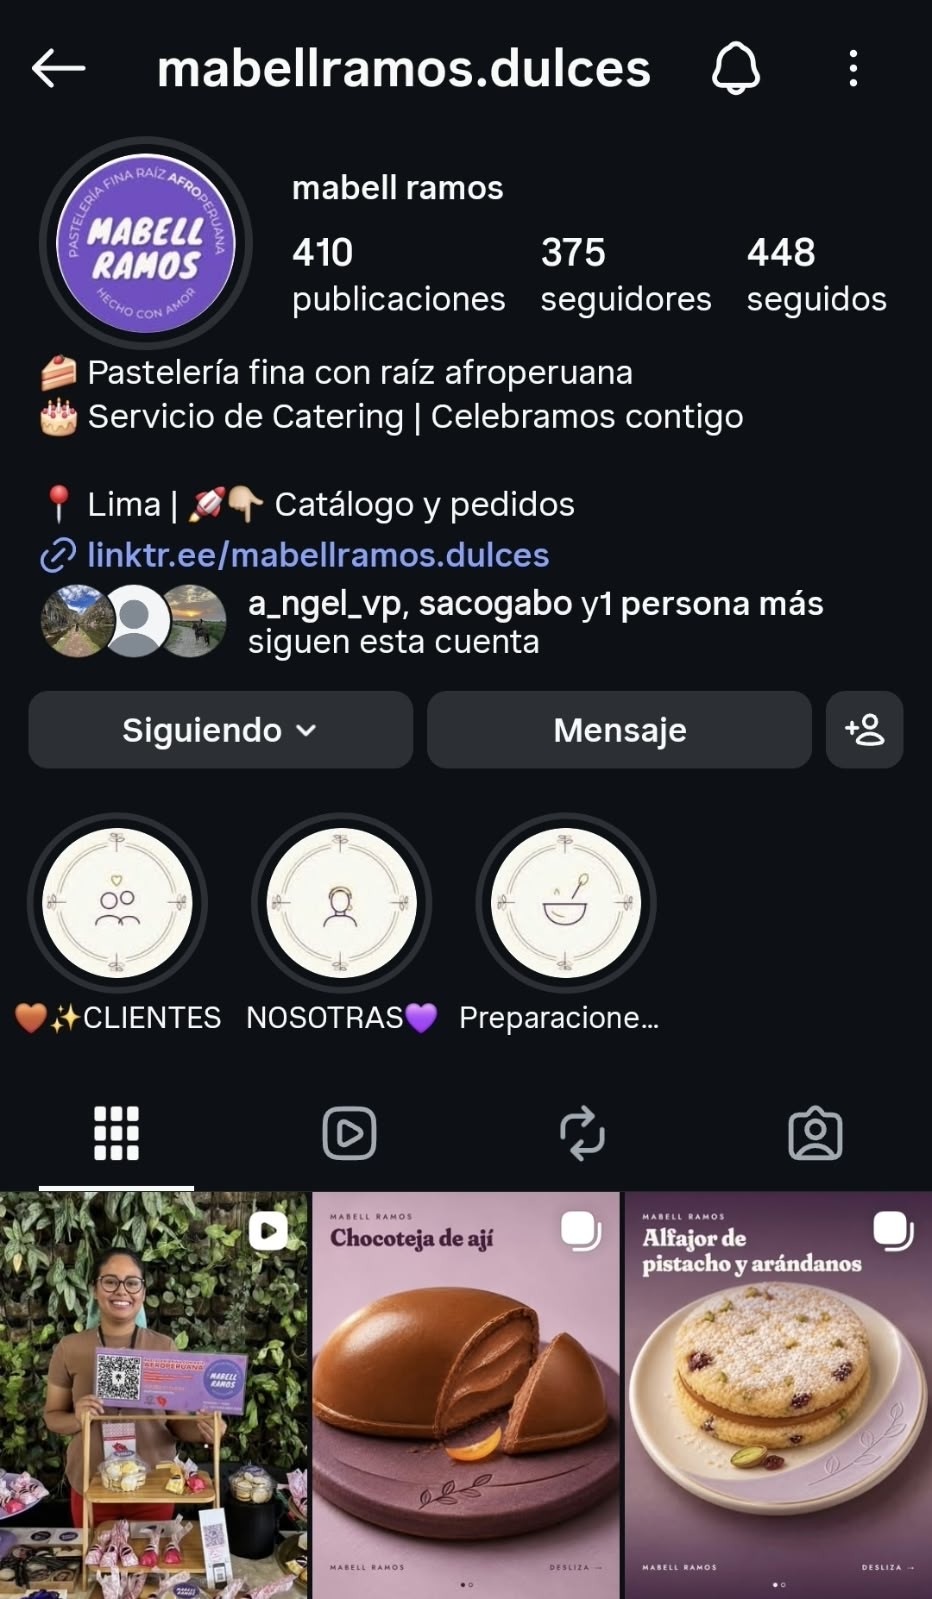 mabellramos.dulces
PASTELERÍA FINA RAÍZ AFROPERUANA
MABELL
RAMOS
HECHO CON AMOR
mabell ramos
410 375 448
publicaciones seguidores seguidos
🍰 Pastelería fina con raíz afroperuana
🎂 Servicio de Catering | Celebramos contigo
📍 Lima | 🚀👇🏼 Catálogo y pedidos
linktr.ee/mabellramos.dulces
a_ngel_vp, sacogabo y1 persona más
siguen esta cuenta
Siguiendo Mensaje
🤎✨CLIENTES NOSOTRAS💜 Preparacione...
AFROPERUANA
MABELL
RAMOS
MABELL RAMOS
Chocoteja de ají
MABELL RAMOS DESLIZA →
MABELL RAMOS
Alfajor de
pistacho y arándanos
MABELL RAMOS DESLIZA →